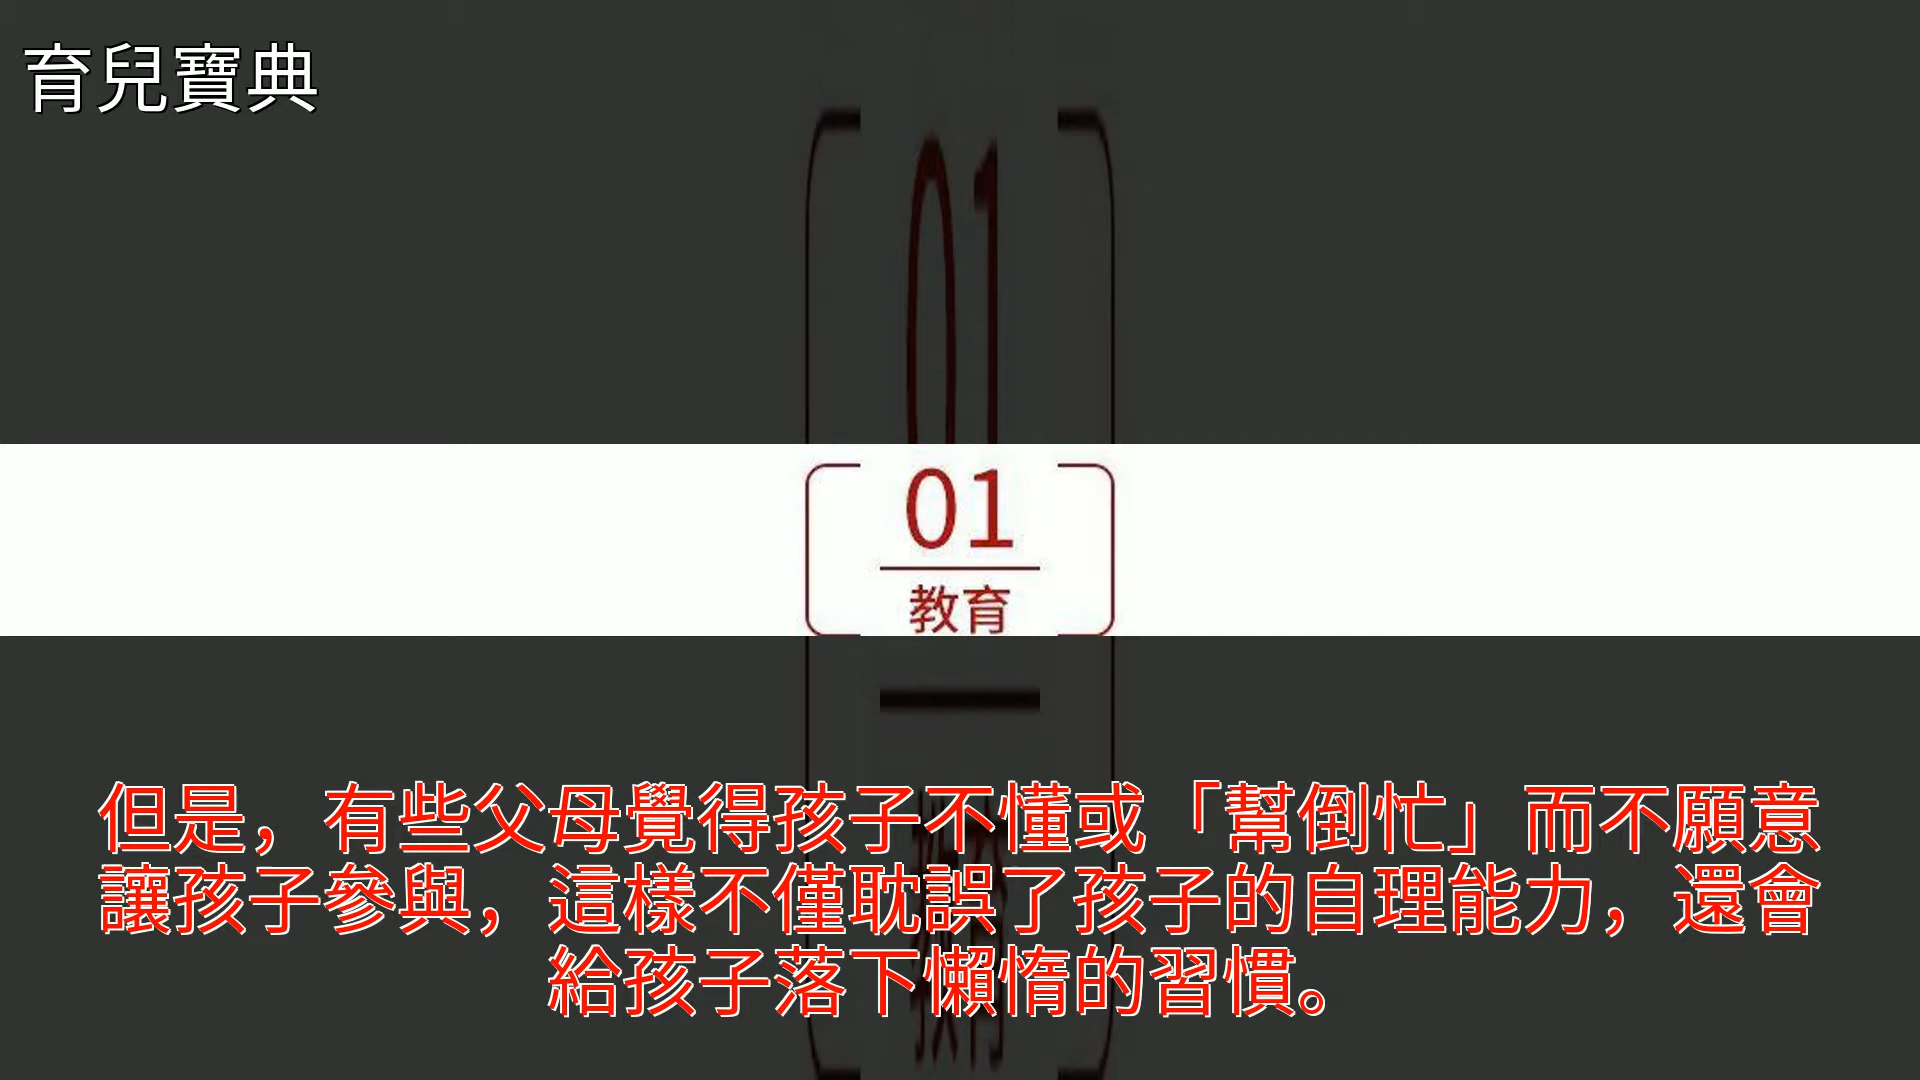 育兒寶典
01
教育
但是，有些父母覺得孩子不懂或「幫倒忙」而不願意
讓孩子參與，這樣不僅耽誤了孩子的自理能力，還會
給孩子落下懶惰的習慣。